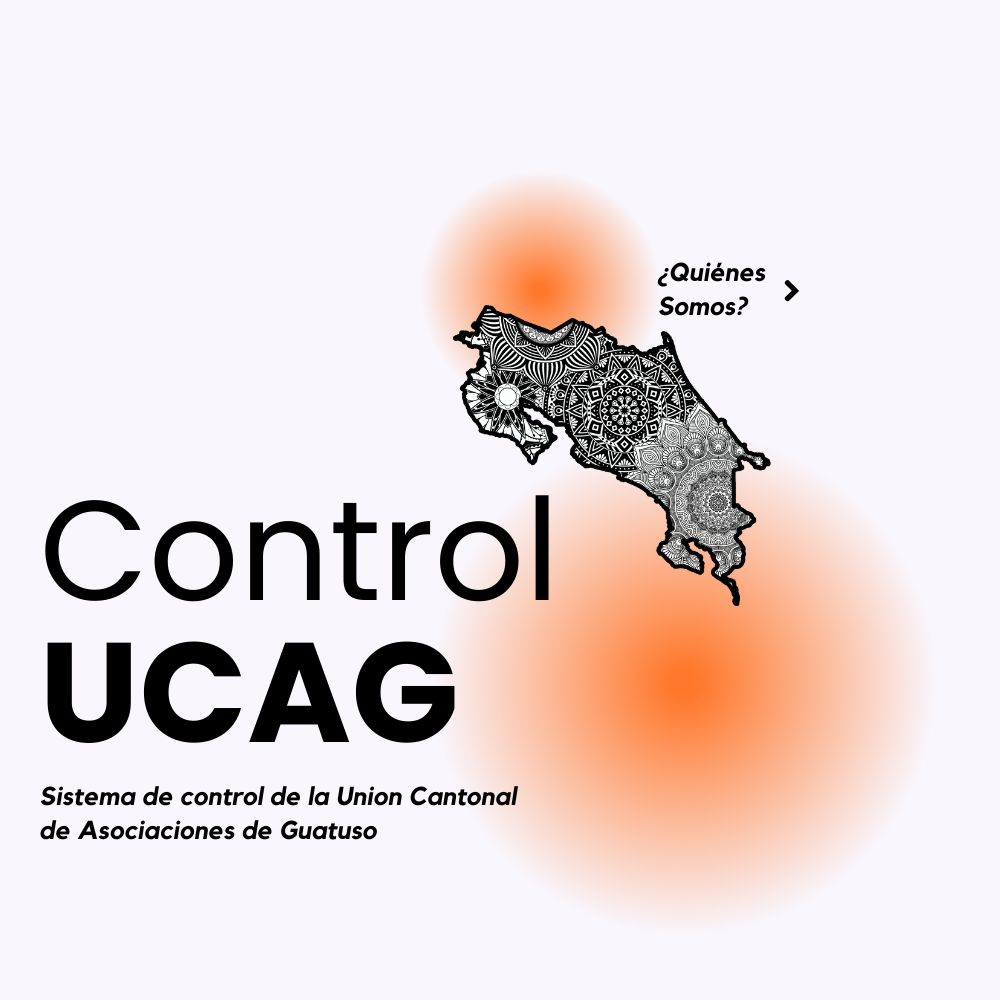 ¿Quiénes
Somos?
Control
UCAG
Sistema de control de la Union Cantonal
de Asociaciones de Guatuso